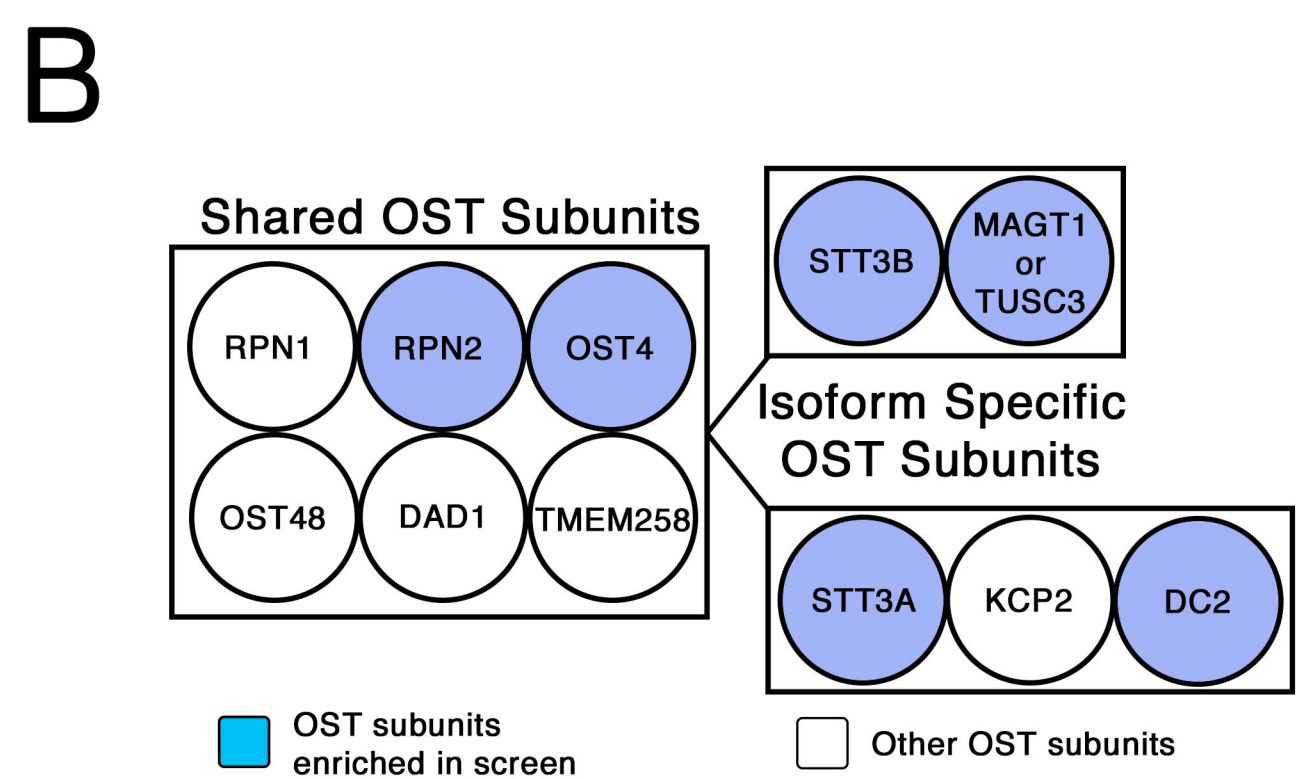 B
Shared OST Subunits
RPN1
RPN2
OST4
OST48
DAD1
TMEM258
STT3B
MAGT1
or
TUSC3
Isoform Specific
OST Subunits
STT3A
KCP2
DC2
OST subunits
enriched in screen
Other OST subunits